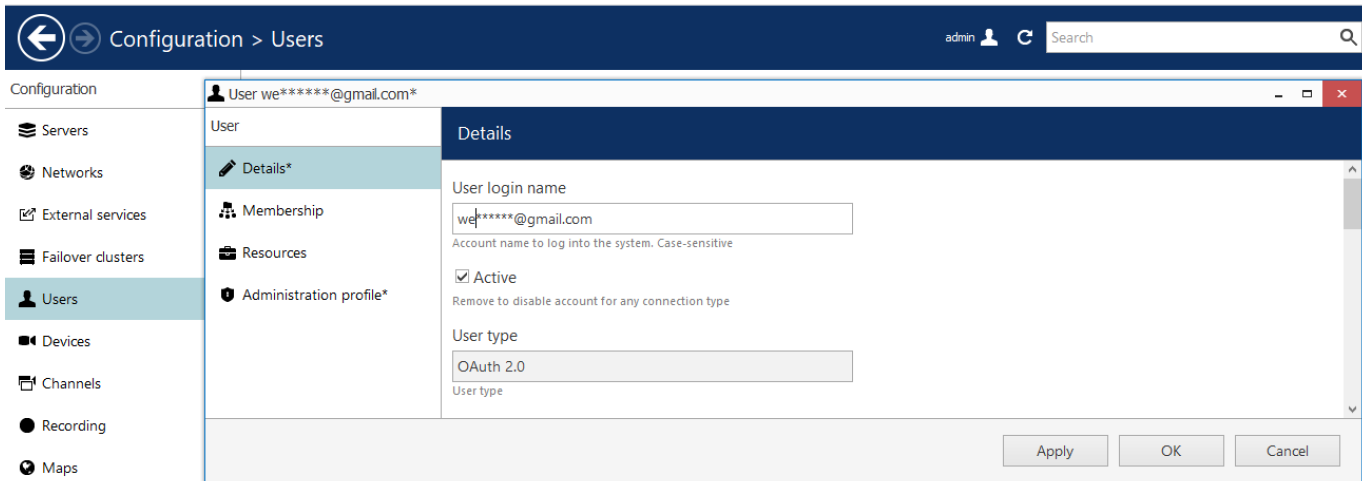 Configuration > Users
admin
Search
Configuration
Servers
Networks
External services
Failover clusters
Users
Devices
Channels
Recording
Maps
User we******@gmail.com*
User
Details*
Membership
Resources
Administration profile*
Details
User login name
we******@gmail.com
Account name to log into the system. Case-sensitive
Active
Remove to disable account for any connection type
User type
OAuth 2.0
User type
Apply
OK
Cancel